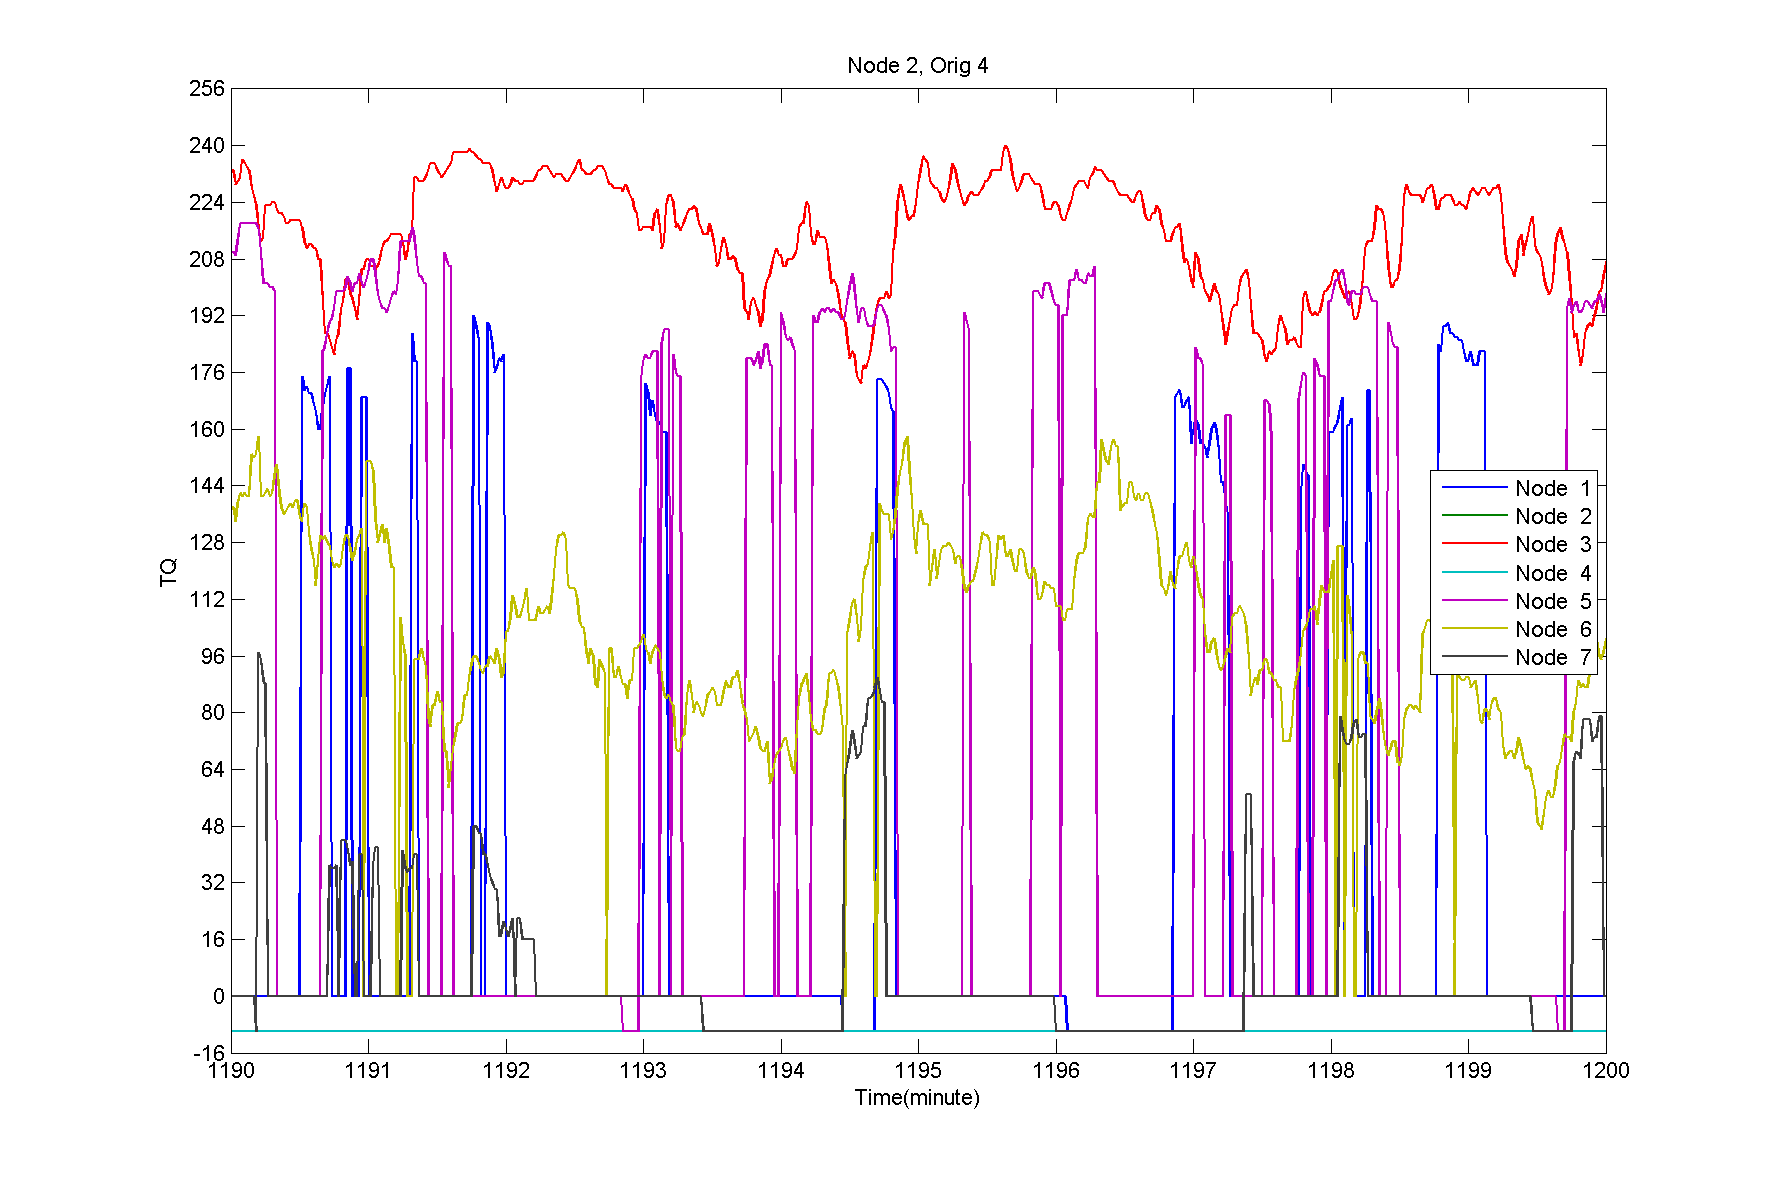 Node 2, Orig 4
256
240
224
208
192
176
160
144
128
112
96
80
64
48
32
16
0
-16
TQ
Node 1
Node 2
Node 3
Node 4
Node 5
Node 6
Node 7
1190 1191 1192 1193 1194 1195 1196 1197 1198 1199 1200
Time(minute)